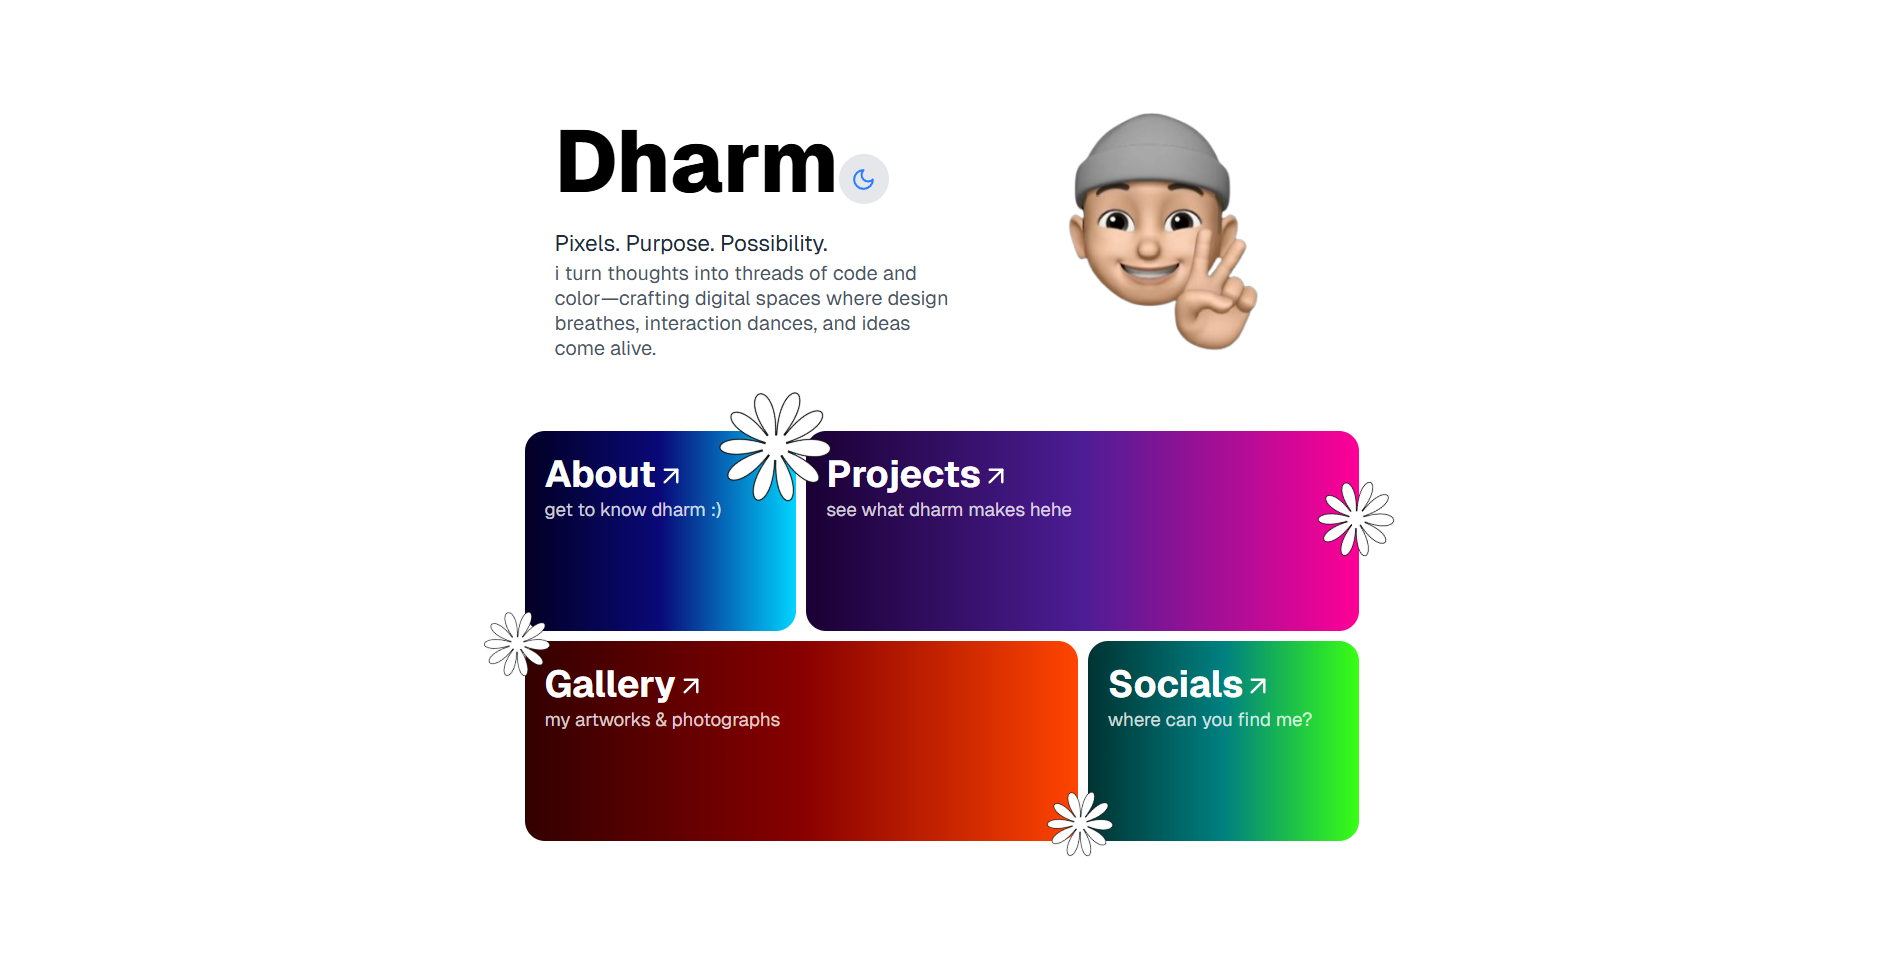 Dharm
Pixels. Purpose. Possibility.
i turn thoughts into threads of code and
color—crafting digital spaces where design
breathes, interaction dances, and ideas
come alive.
About
get to know dharm :)
Projects
see what dharm makes hehe
Gallery
my artworks & photographs
Socials
where can you find me?